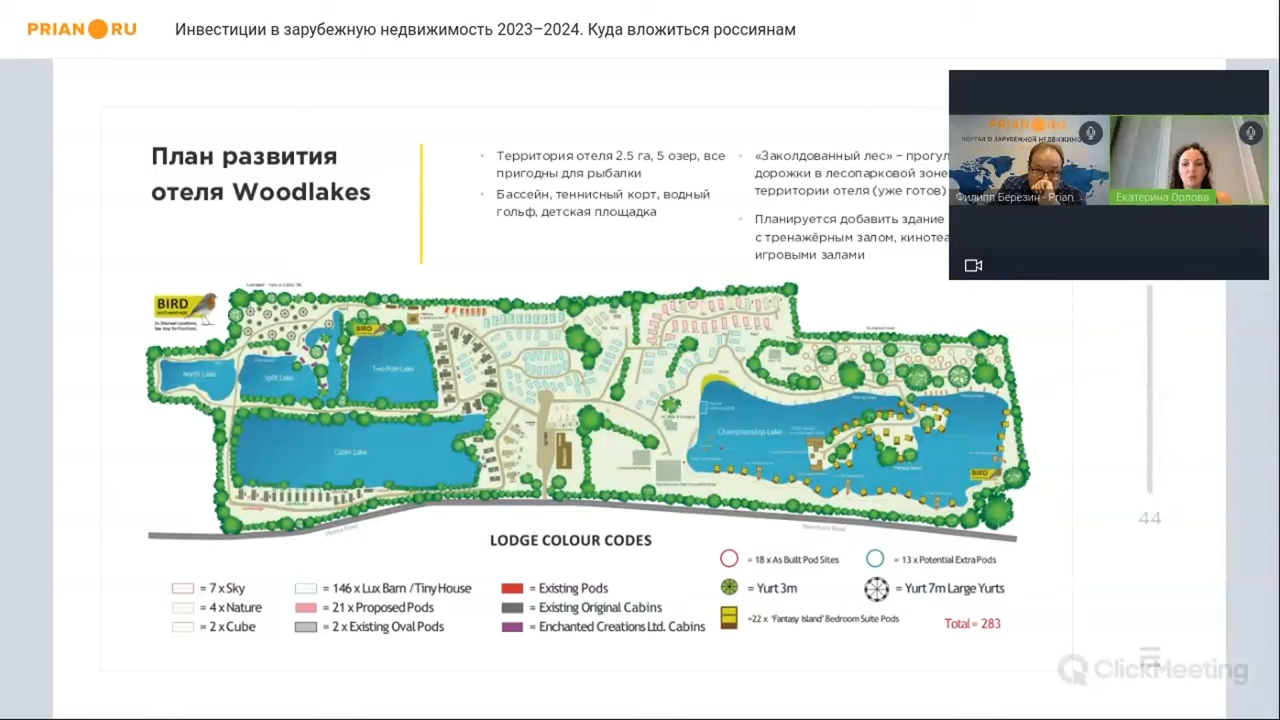 PRIAN RU
Инвестиции в зарубежную недвижимость 2023–2024. Куда вложиться россиянам
План развития
отеля Woodlakes
Территория отеля 2.5 га, 5 озер, все
пригодны для рыбалки
Бассейн, теннисный корт, водный
гольф, детская площадка
«Заколдованный лес» – прогул
дорожки в лесопарковой зоне
территории отеля (уже готов)
Планируется добавить здание
с тренажёрным залом, кинотеа
игровыми залами
PRIAN RU
Филипп Березин - Prian...
Екатерина Орлова
BIRD
BIRD
North Lake
Split Lake
Two Pole Lake
Cabin Lake
Championship Lake
BIRD
44
LODGE COLOUR CODES
= 7 x Sky
= 4 x Nature
= 2 x Cube
= 146 x Lux Barn / Tiny House
= 21 x Proposed Pods
= 2 x Existing Oval Pods
= Existing Pods
= Existing Original Cabins
= Enchanted Creations Ltd. Cabins
= 18 x As Built Pod Sites
= 13 x Potential Extra Pods
= Yurt 3m
= Yurt 7m Large Yurts
=22 x 'Fantasy Island' Bedroom Suite Pods
Total = 283
ClickMeeting